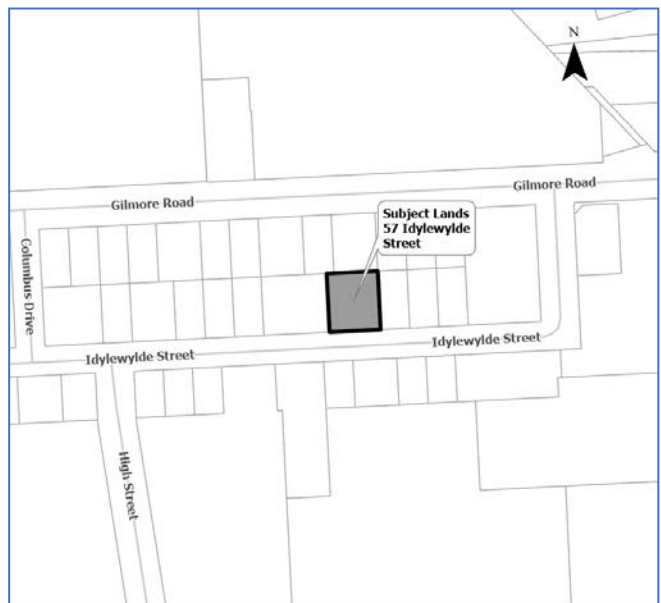 N
Gilmore Road
Gilmore Road
Subject Lands
57 Idylewylde
Street
Columbus Drive
Idylewylde Street
Idylewylde Street
High Street